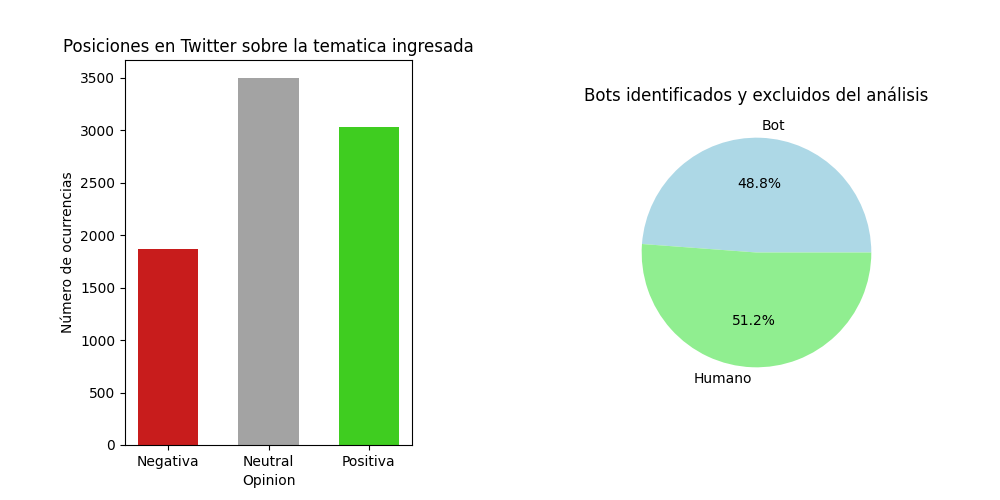 Posiciones en Twitter sobre la tematica ingresada
Número de ocurrencias
3500
3000
2500
2000
1500
1000
500
0
Negativa
Neutral
Positiva
Opinion
Bots identificados y excluidos del análisis
Bot
48.8%
51.2%
Humano